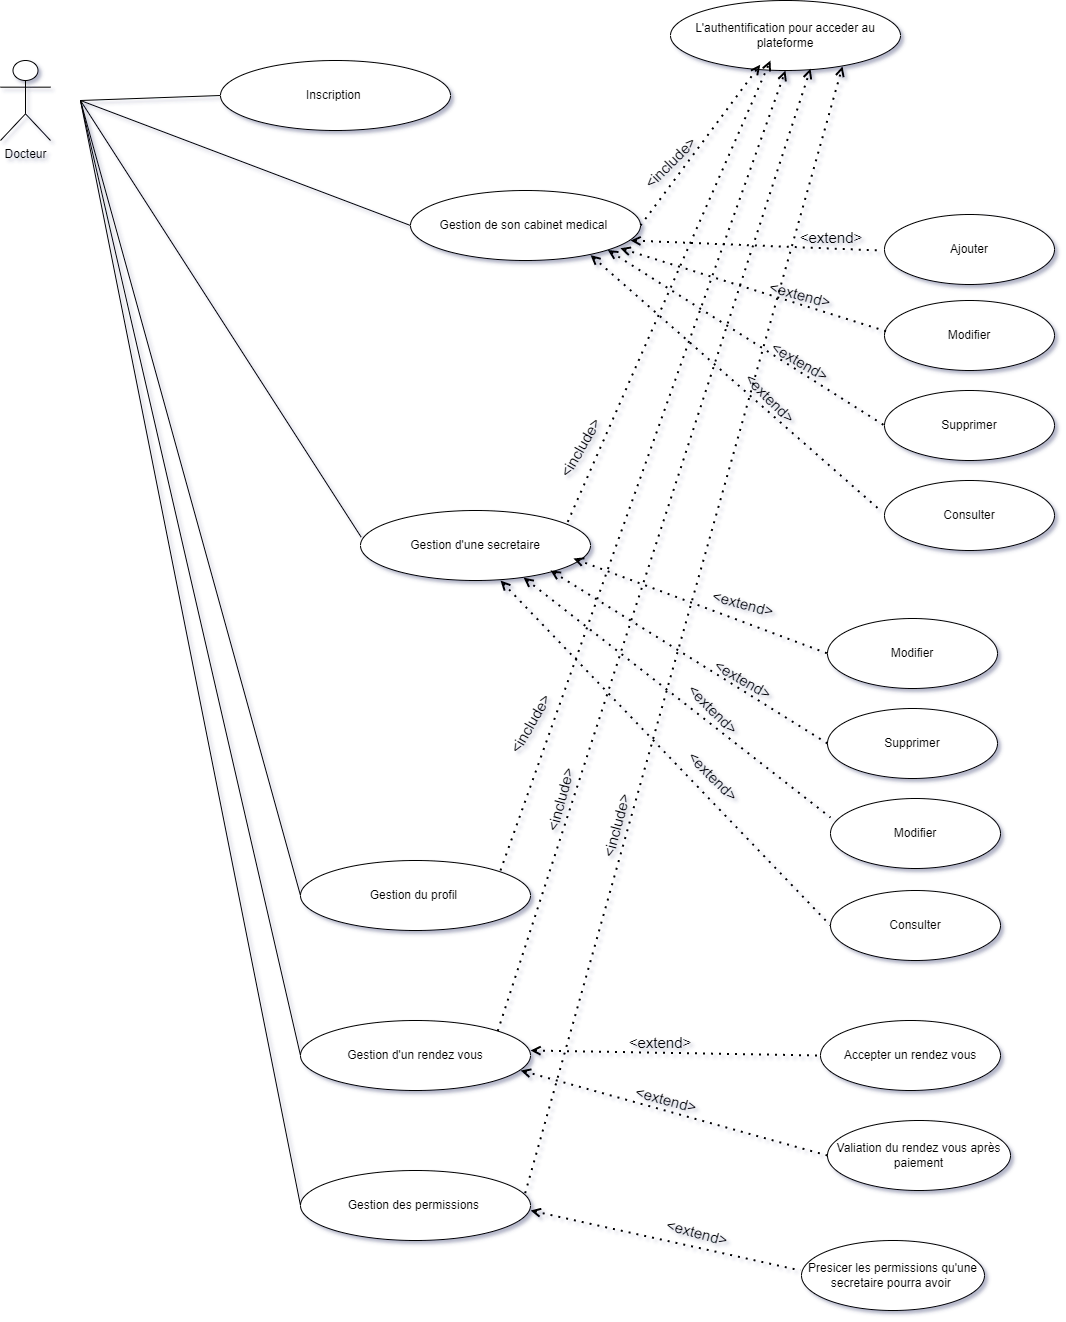 L'authentification pour acceder au
plateforme
Inscription
Docteur
<include>
Gestion de son cabinet medical
<extend>
Ajouter
<extend>
Modifier
<extend>
<extend>
Supprimer
Consulter
<include>
Gestion d'une secretaire
<extend>
Modifier
<extend>
<extend>
<include>
Supprimer
<extend>
<include>
<include>
Modifier
Gestion du profil
Consulter
<extend>
Gestion d'un rendez vous
Accepter un rendez vous
<extend>
Valiation du rendez vous après
paiement
Gestion des permissions
<extend>
Presicer les permissions qu'une
secretaire pourra avoir